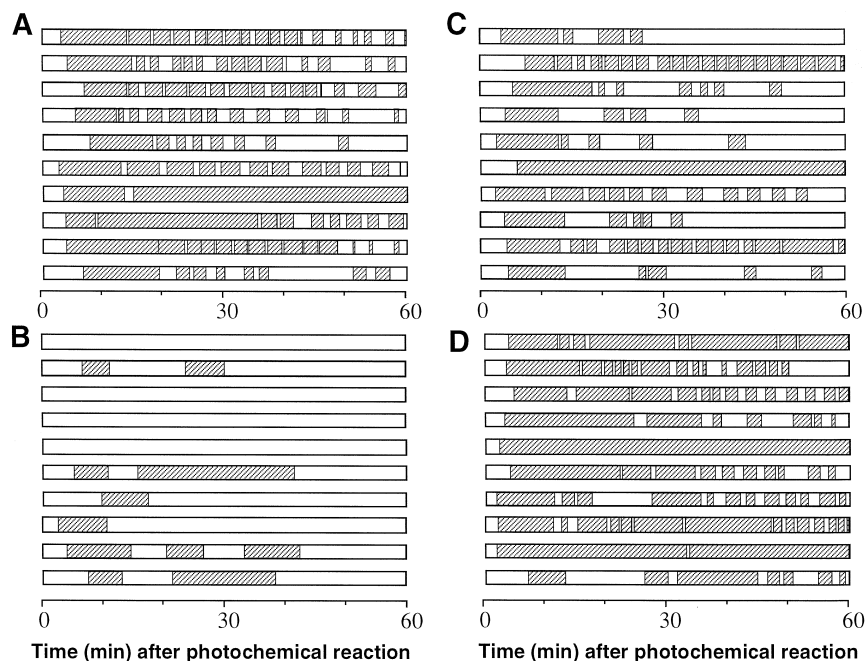 A
C
0 30 60
0 30 60
B
D
0 30 60
0 30 60
Time (min) after photochemical reaction
Time (min) after photochemical reaction